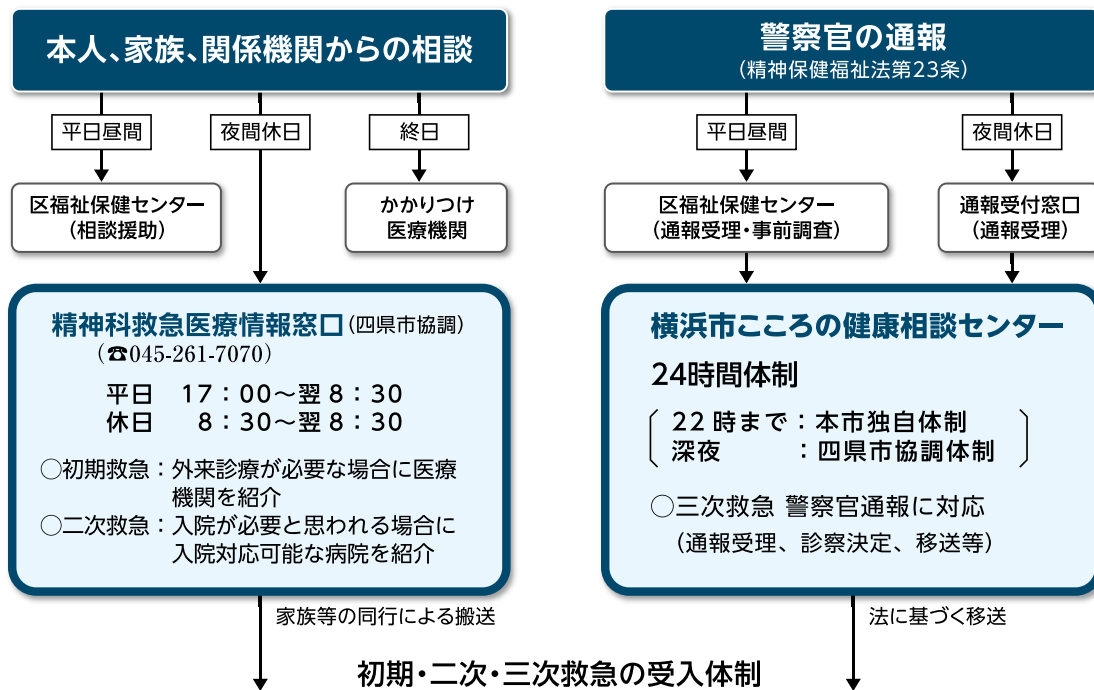 本人、家族、関係機関からの相談
平日昼間
夜間休日
終日
区福祉保健センター
(相談援助)
かかりつけ
医療機関
精神科救急医療情報窓口(四県市協調)
(☎045-261-7070)
平日 17:00~翌8:30
休日 8:30~翌8:30
○初期救急:外来診療が必要な場合に医療
機関を紹介
○二次救急:入院が必要と思われる場合に
入院対応可能な病院を紹介
家族等の同行による搬送
警察官の通報
(精神保健福祉法第23条)
平日昼間
夜間休日
区福祉保健センター
(通報受理・事前調査)
通報受付窓口
(通報受理)
横浜市こころの健康相談センター
24時間体制
22時まで:本市独自体制
深夜 :四県市協調体制
○三次救急 警察官通報に対応
(通報受理、診察決定、移送等)
法に基づく移送
初期・二次・三次救急の受入体制